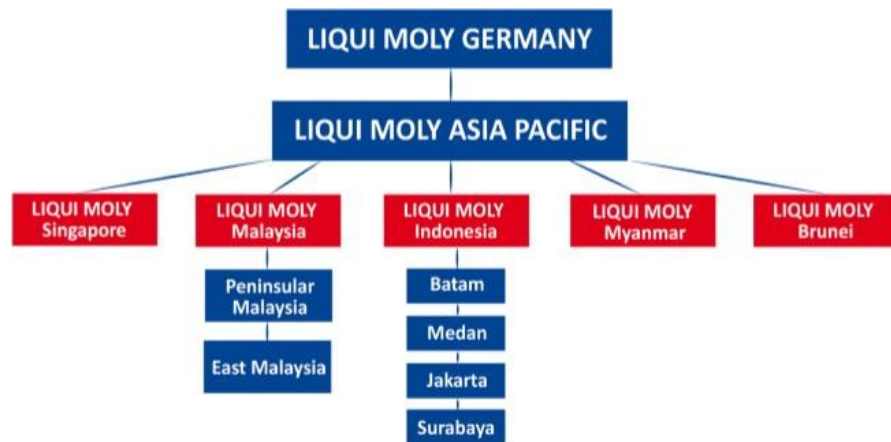 LIQUI MOLY GERMANY
LIQUI MOLY ASIA PACIFIC
LIQUI MOLY
Singapore
LIQUI MOLY
Malaysia
LIQUI MOLY
Indonesia
LIQUI MOLY
Myanmar
LIQUI MOLY
Brunei
Peninsular
Malaysia
East Malaysia
Batam
Medan
Jakarta
Surabaya